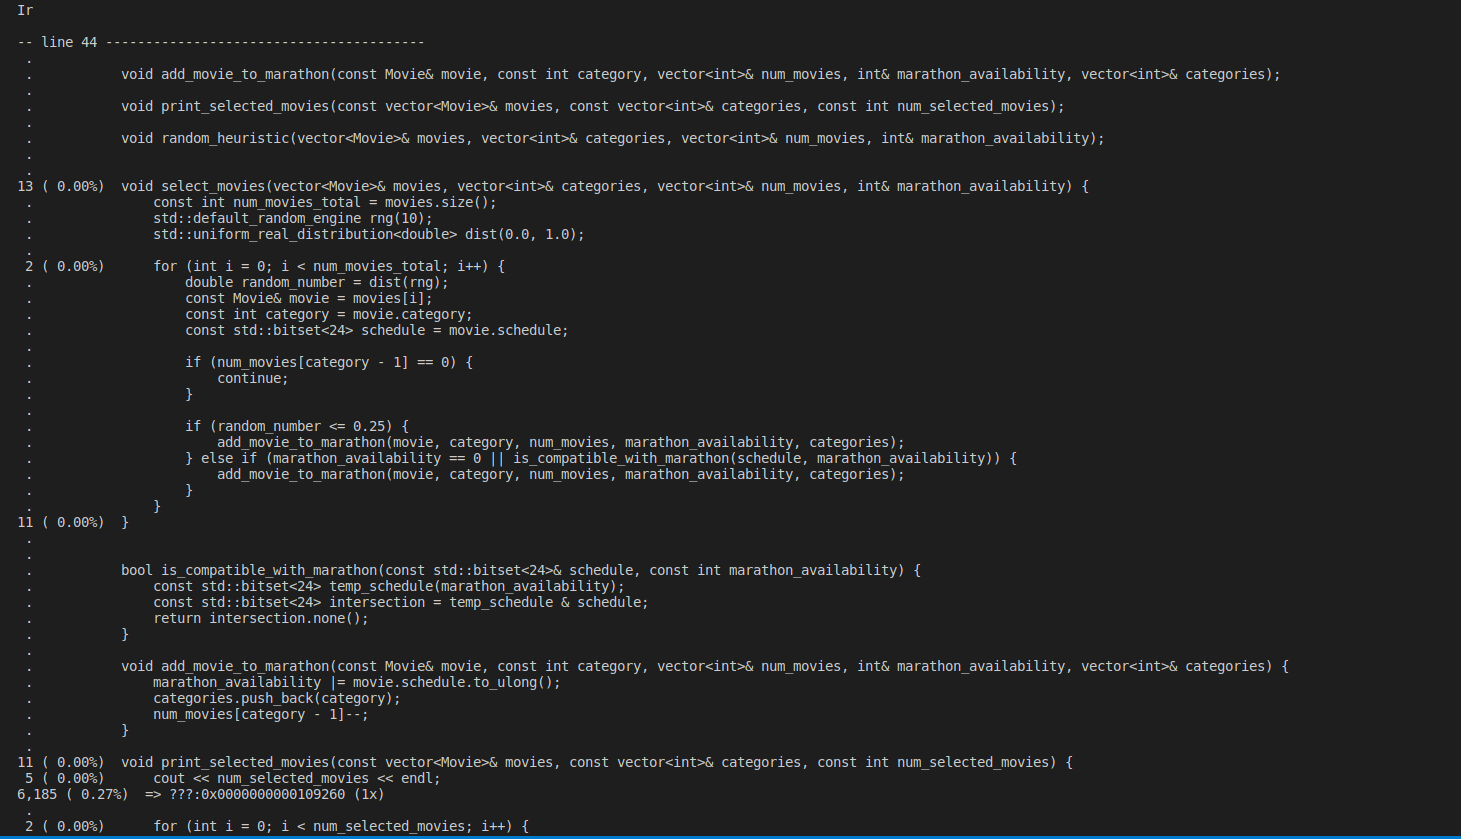 Ir
-- line 44 ----------------------------------------
.
.           void add_movie_to_marathon(const Movie& movie, const int category, vector<int>& num_movies, int& marathon_availability, vector<int>& categories);
.
.           void print_selected_movies(const vector<Movie>& movies, const vector<int>& categories, const int num_selected_movies);
.
.           void random_heuristic(vector<Movie>& movies, vector<int>& categories, vector<int>& num_movies, int& marathon_availability);
.
.
13 ( 0.00%)  void select_movies(vector<Movie>& movies, vector<int>& categories, vector<int>& num_movies, int& marathon_availability) {
.               const int num_movies_total = movies.size();
.               std::default_random_engine rng(10);
.               std::uniform_real_distribution<double> dist(0.0, 1.0);
.
2 ( 0.00%)      for (int i = 0; i < num_movies_total; i++) {
.                   double random_number = dist(rng);
.                   const Movie& movie = movies[i];
.                   const int category = movie.category;
.                   const std::bitset<24> schedule = movie.schedule;
.
.                   if (num_movies[category - 1] == 0) {
.                       continue;
.                   }
.
.                   if (random_number <= 0.25) {
.                       add_movie_to_marathon(movie, category, num_movies, marathon_availability, categories);
.                   } else if (marathon_availability == 0 || is_compatible_with_marathon(schedule, marathon_availability)) {
.                       add_movie_to_marathon(movie, category, num_movies, marathon_availability, categories);
.                   }
.               }
11 ( 0.00%)  }
.
.
.           bool is_compatible_with_marathon(const std::bitset<24>& schedule, const int marathon_availability) {
.               const std::bitset<24> temp_schedule(marathon_availability);
.               const std::bitset<24> intersection = temp_schedule & schedule;
.               return intersection.none();
.           }
.
.           void add_movie_to_marathon(const Movie& movie, const int category, vector<int>& num_movies, int& marathon_availability, vector<int>& categories) {
.               marathon_availability |= movie.schedule.to_ulong();
.               categories.push_back(category);
.               num_movies[category - 1]--;
.           }
.
11 ( 0.00%)  void print_selected_movies(const vector<Movie>& movies, const vector<int>& categories, const int num_selected_movies) {
5 ( 0.00%)      cout << num_selected_movies << endl;
6,185 ( 0.27%)  => ???:0x0000000000109260 (1x)
.
2 ( 0.00%)      for (int i = 0; i < num_selected_movies; i++) {